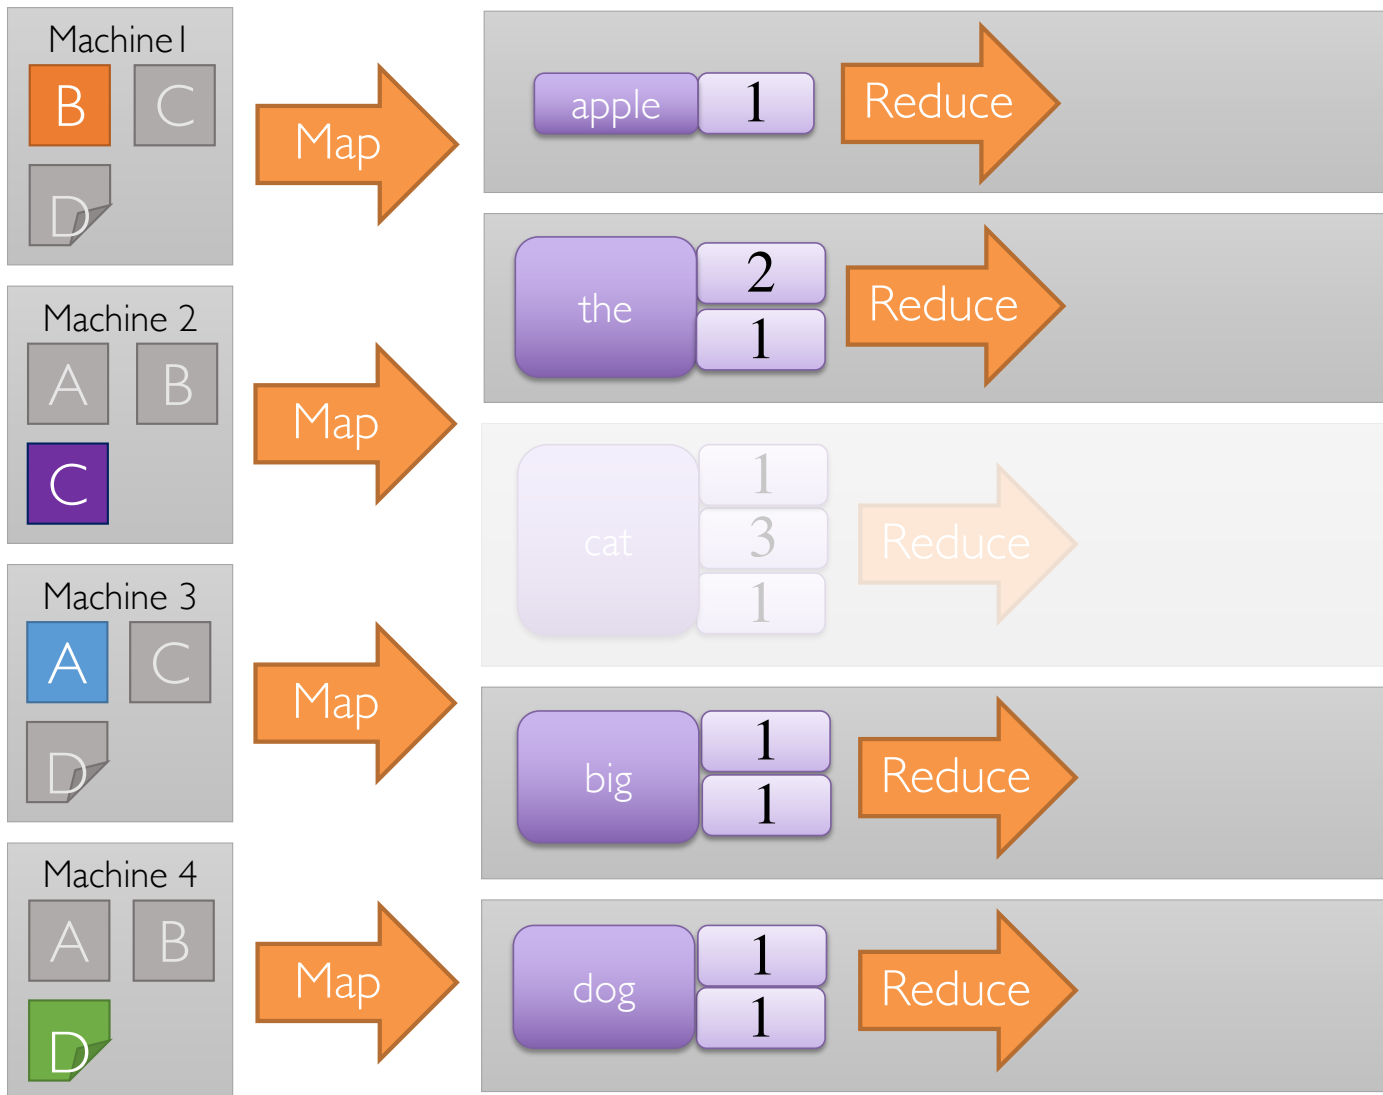 Machine1
B C
D
Map
Machine 2
A B
C
Map
Machine 3
A C
D
Map
Machine 4
A B
D
Map
apple 1
Reduce
the
2
1
Reduce
cat
1
3
1
Reduce
big
1
1
Reduce
dog
1
1
Reduce